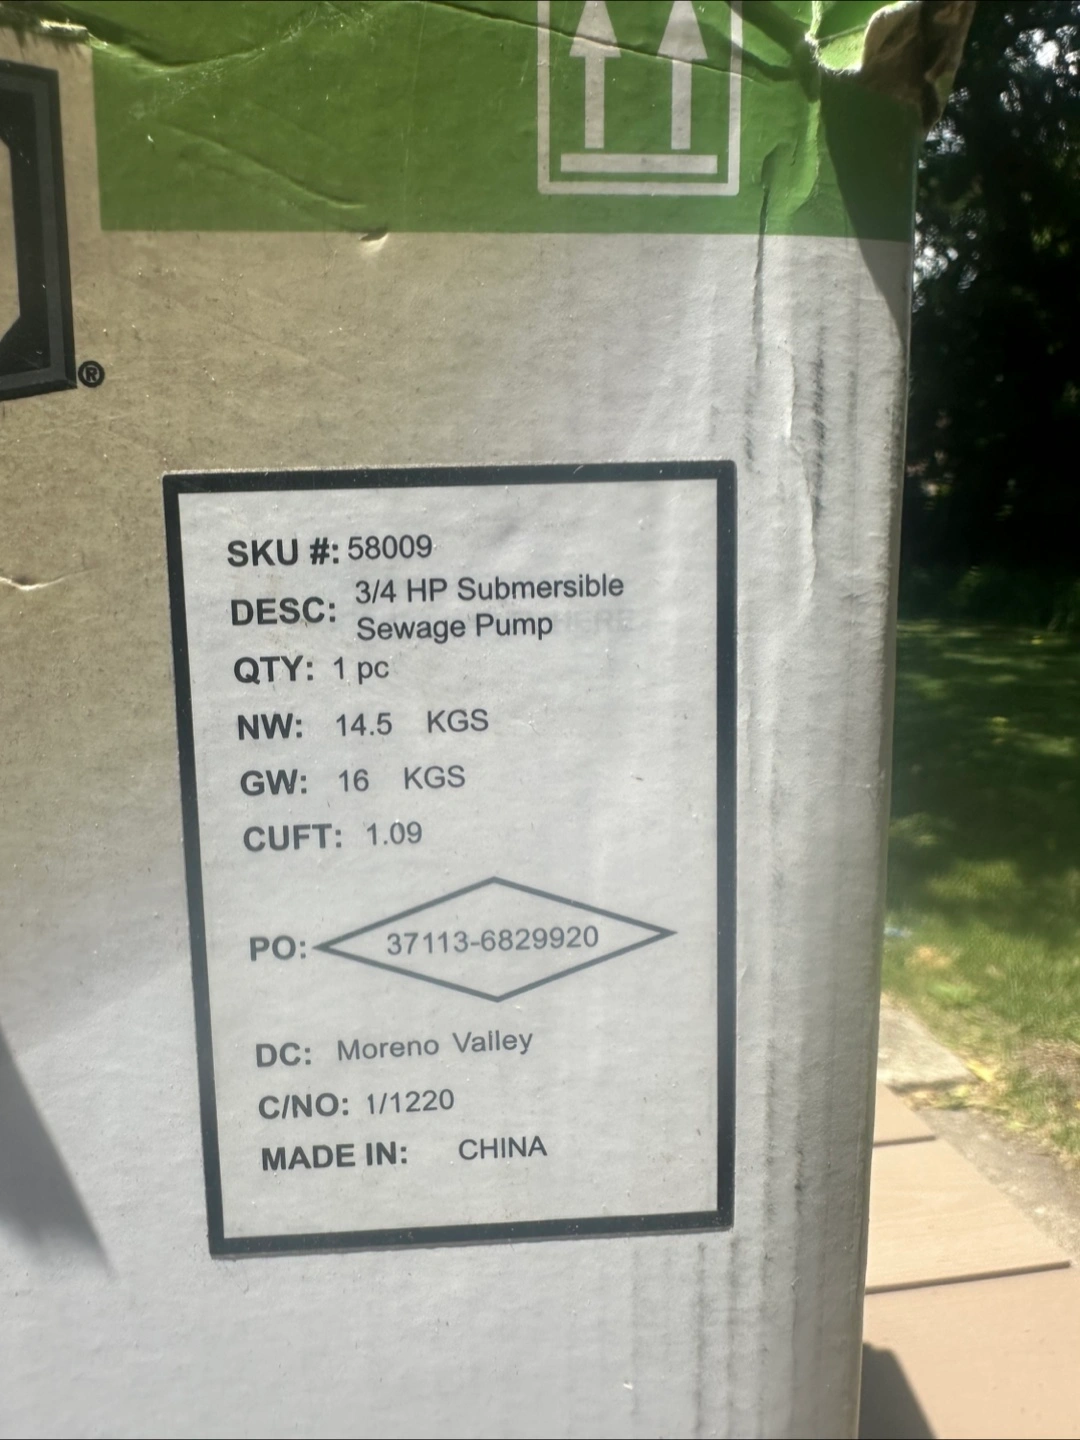 ®
SKU #: 58009
DESC: 3/4 HP Submersible
Sewage Pump
QTY: 1 pc
NW: 14.5 KGS
GW: 16 KGS
CUFT: 1.09
PO: 37113-6829920
DC: Moreno Valley
C/NO: 1/1220
MADE IN: CHINA